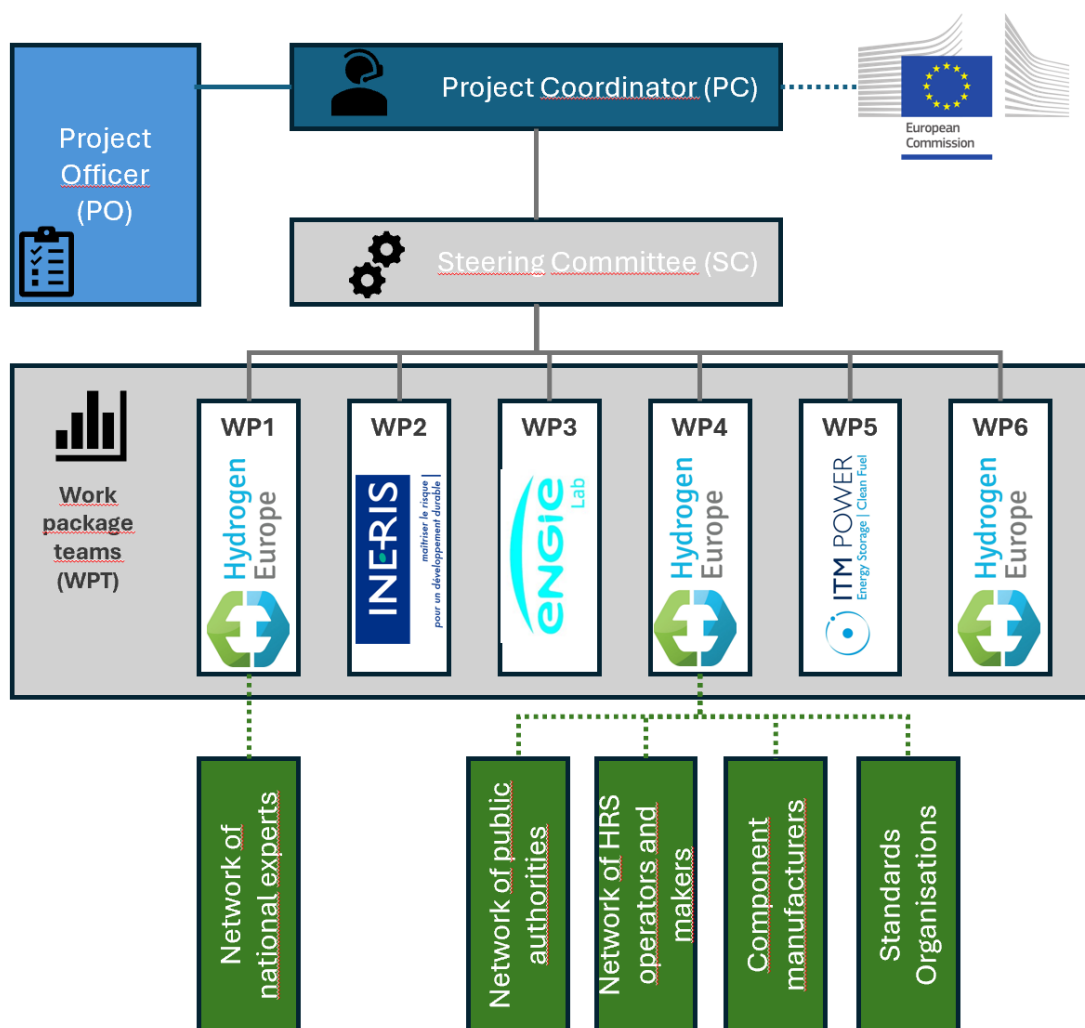 Project Coordinator (PC)
European
Commission
Project
Officer
(PO)
Steering Committee (SC)
Work
package
teams
(WPT)
WP1
Hydrogen
Europe
WP2
INERIS
maîtriser le risque |
pour un développement durable |
WP3
ENGIE
Lab
WP4
Hydrogen
Europe
WP5
ITM POWER
Energy Storage | Clean Fuel
WP6
Hydrogen
Europe
Network of
national experts
Network of public
authorities
Network of HRS
operators and
makers
Component
manufacturers
Standards
Organisations